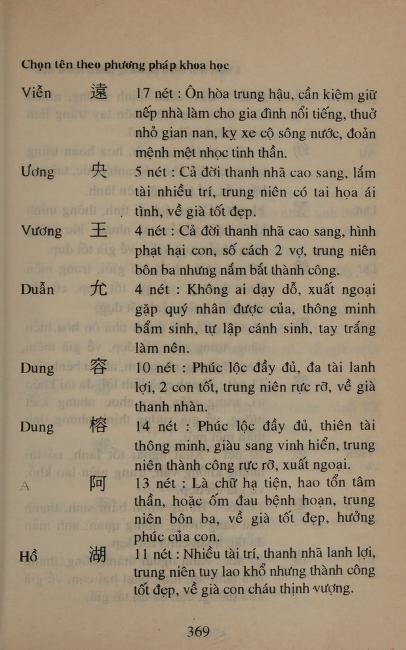 Chọn tên theo phương pháp khoa học
Viễn 遠 17 nét : Ôn hòa trung hậu, cần kiệm giữ
nếp nhà làm cho gia đình nổi tiếng, thuở
nhỏ gian nan, kỵ xe cộ sông nước, đoản
mệnh mệt nhọc tinh thần.
Ương 央 5 nét : Cả đời thanh nhã cao sang, lắm
tài nhiều trí, trung niên có tai họa ái
tình, về già tốt đẹp.
Vương 王 4 nét : Cả đời thanh nhã cao sang, hình
phạt hại con, số cách 2 vợ, trung niên
bôn ba nhưng nắm bắt thành công.
Duẫn 允 4 nét : Không ai dạy dỗ, xuất ngoại
gặp quý nhân được của, thông minh
bẩm sinh, tự lập cánh sinh, tay trắng
làm nên.
Dung 容 10 nét : Phúc lộc đầy đủ, đa tài lanh
lợi, 2 con tốt, trung niên rực rỡ, về già
thanh nhàn.
Dung 榕 14 nét : Phúc lộc đầy đủ, thiên tài
thông minh, giàu sang vinh hiển, trung
niên thành công rực rỡ, xuất ngoại.
A 阿 13 nét : Là chữ hạ tiện, hao tổn tâm
thần, hoặc ốm đau bệnh hoạn, trung
niên bôn ba, về già tốt đẹp, hưởng
phúc của con.
Hồ 湖 11 nét : Nhiều tài trí, thanh nhã lanh lợi,
trung niên tuy lao khổ nhưng thành công
tốt đẹp, về già con cháu thịnh vượng.
369